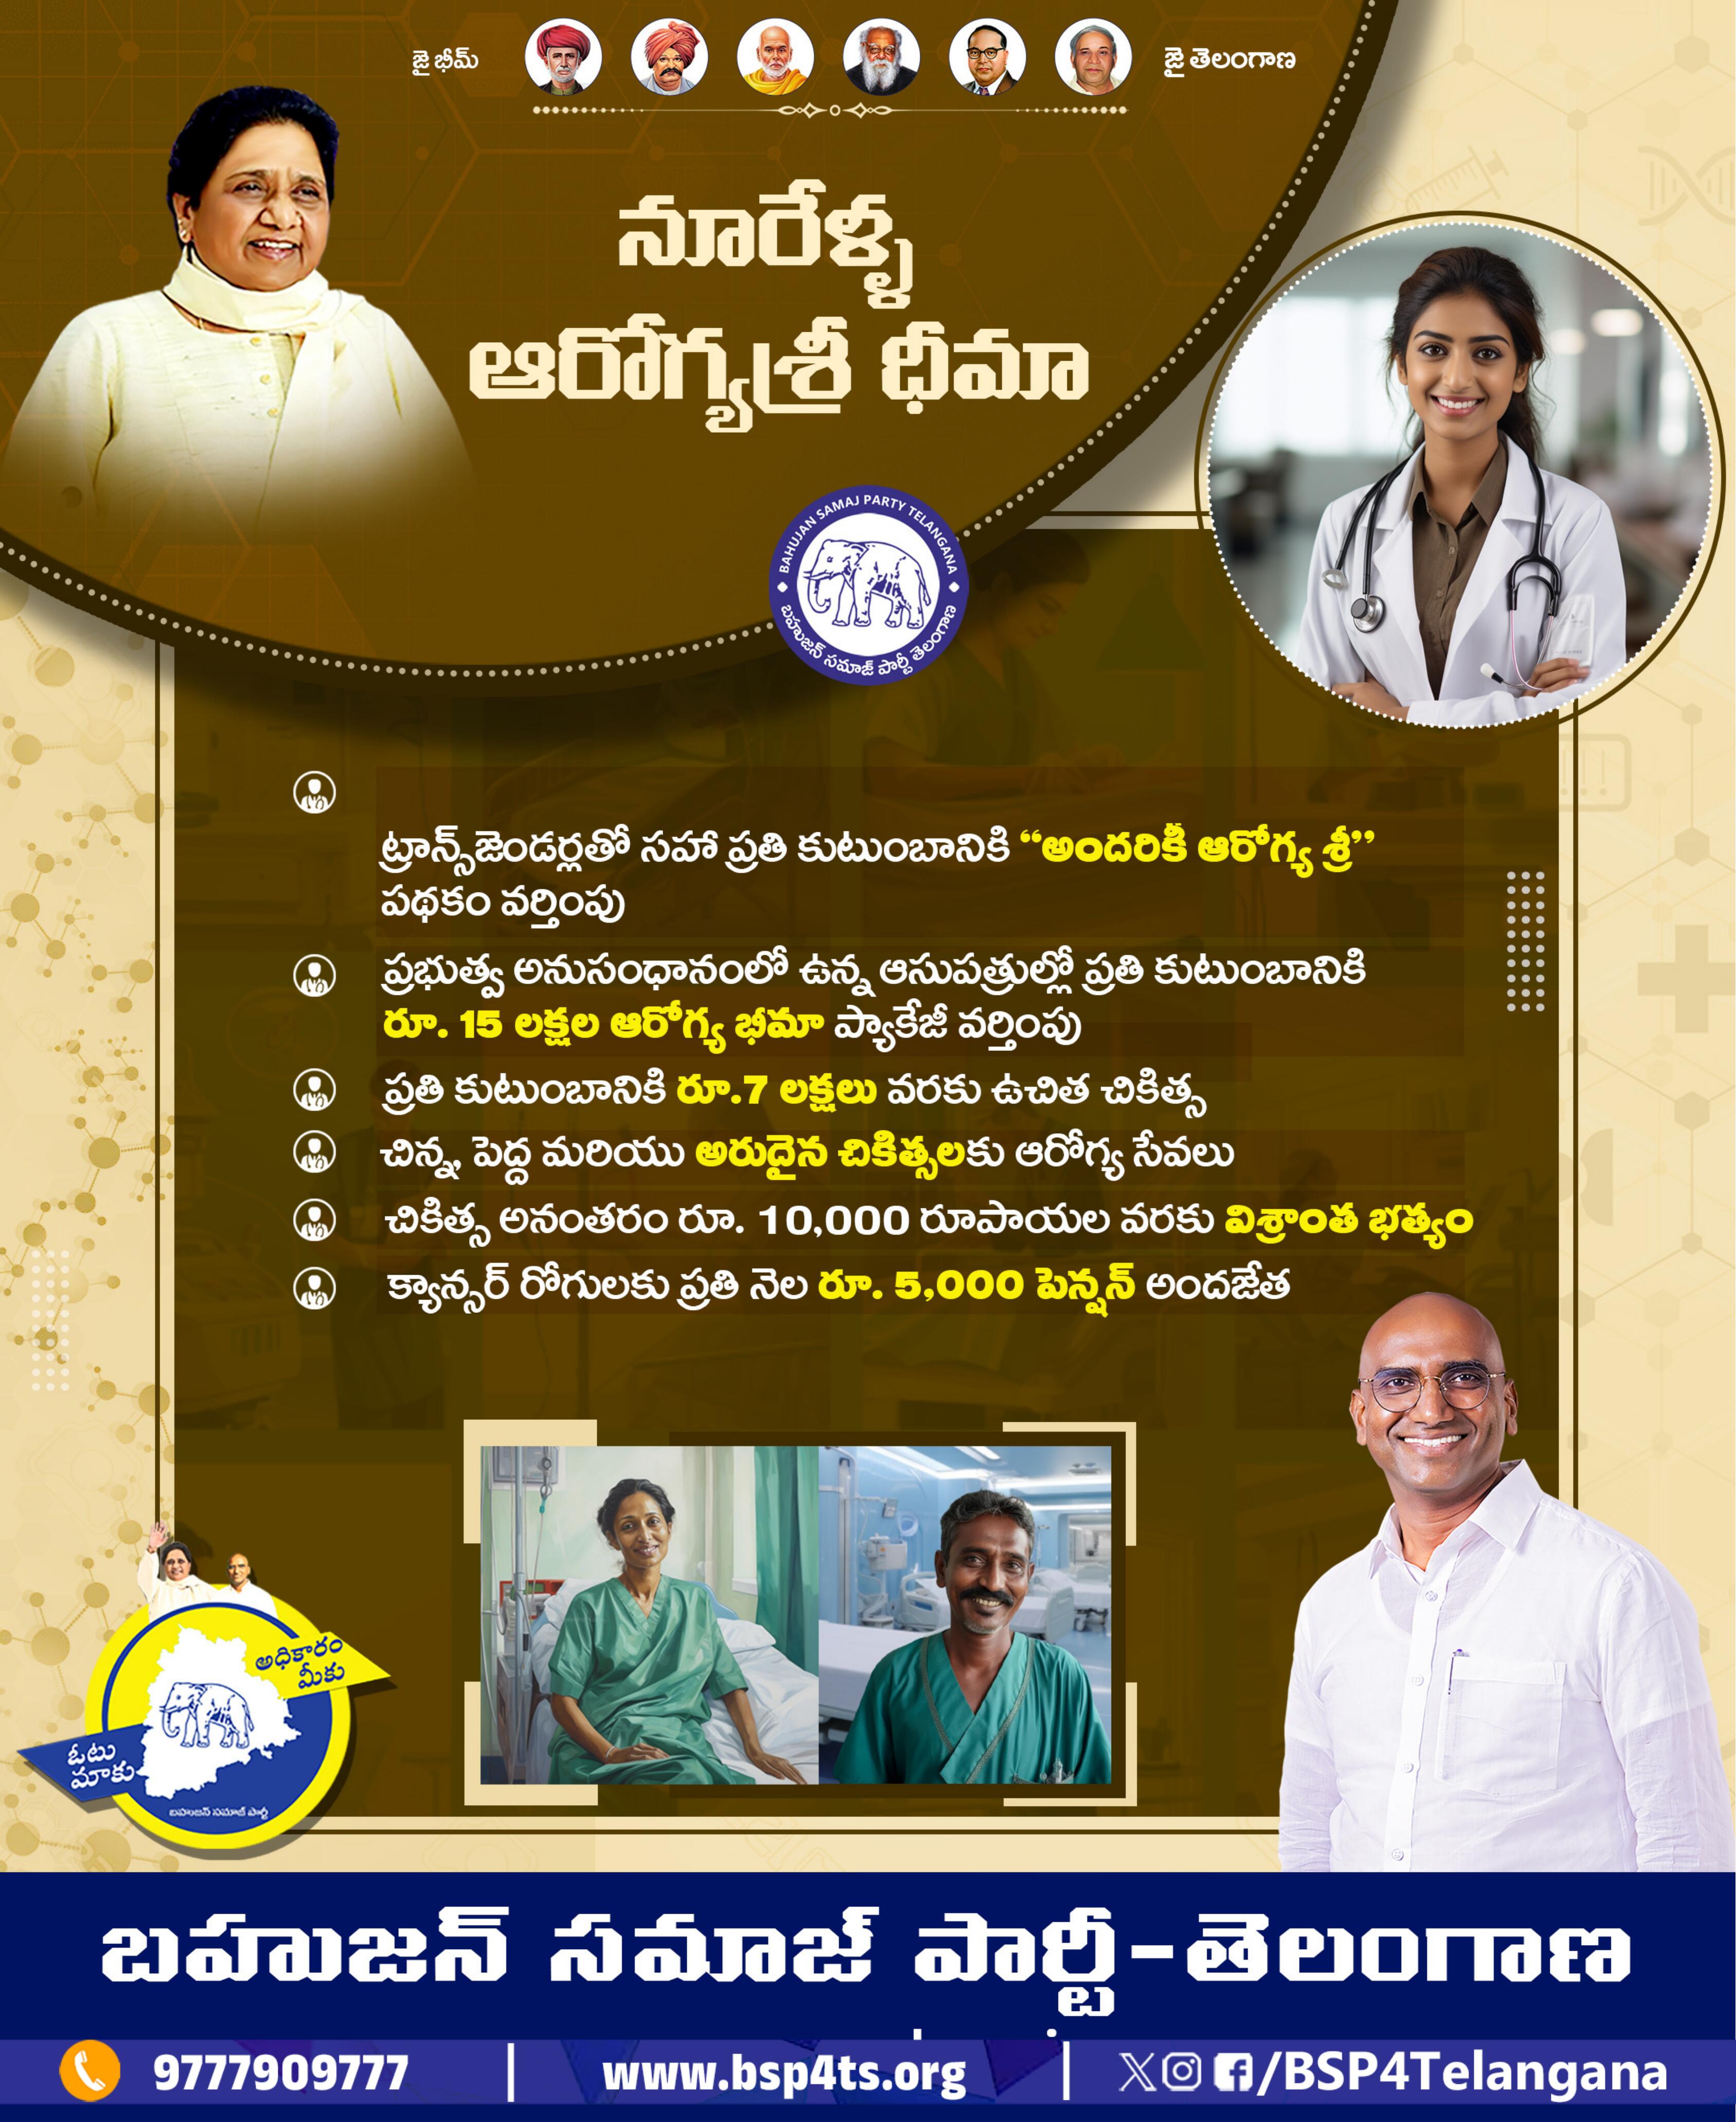 జై భీమ్
జై తెలంగాణ
నూరేళ్ళ
ఆరోగ్యశ్రీ ధీమా
BAHUJAN SAMAJ PARTY TELANGANA
బహుజన్ సమాజ్ పార్టీ తెలంగాణ
ట్రాన్స్‌జెండర్లతో సహా ప్రతి కుటుంబానికి “అందరికీ ఆరోగ్య శ్రీ”
పథకం వర్తింపు
ప్రభుత్వ అనుసంధానంలో ఉన్న ఆసుపత్రుల్లో ప్రతి కుటుంబానికి
రూ. 15 లక్షల ఆరోగ్య భీమా ప్యాకేజీ వర్తింపు
ప్రతి కుటుంబానికి రూ.7 లక్షలు వరకు ఉచిత చికిత్స
చిన్న, పెద్ద మరియు అరుదైన చికిత్సలకు ఆరోగ్య సేవలు
చికిత్స అనంతరం రూ. 10,000 రూపాయల వరకు విశ్రాంత భత్యం
క్యాన్సర్ రోగులకు ప్రతి నెల రూ. 5,000 పెన్షన్ అందజేత
అధికారం
మీకు
ఓటు
మాకు
బహుజన్ సమాజ్ పార్టీ
బహుజన్ సమాజ్ పార్టీ-తెలంగాణ
9777909777 | www.bsp4ts.org | /BSP4Telangana